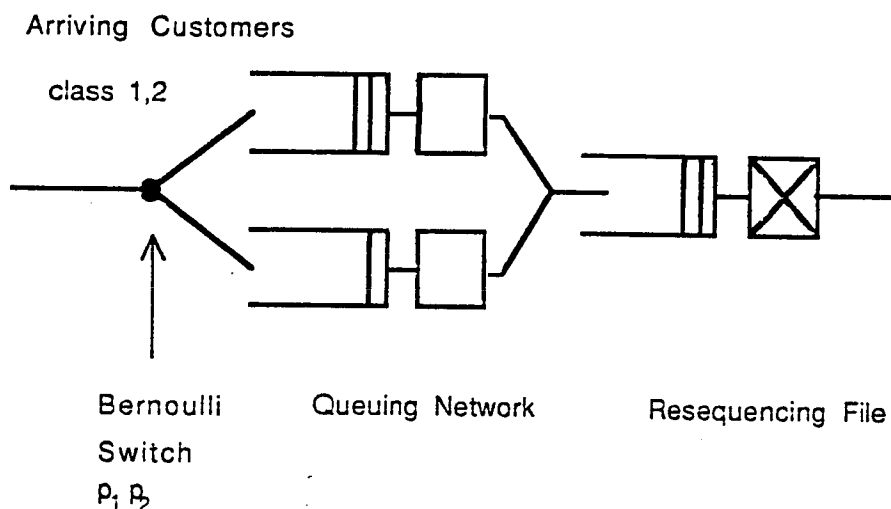 Arriving Customers
class 1,2
Bernoulli
Switch
p₁ p₂
Queuing Network
Resequencing File